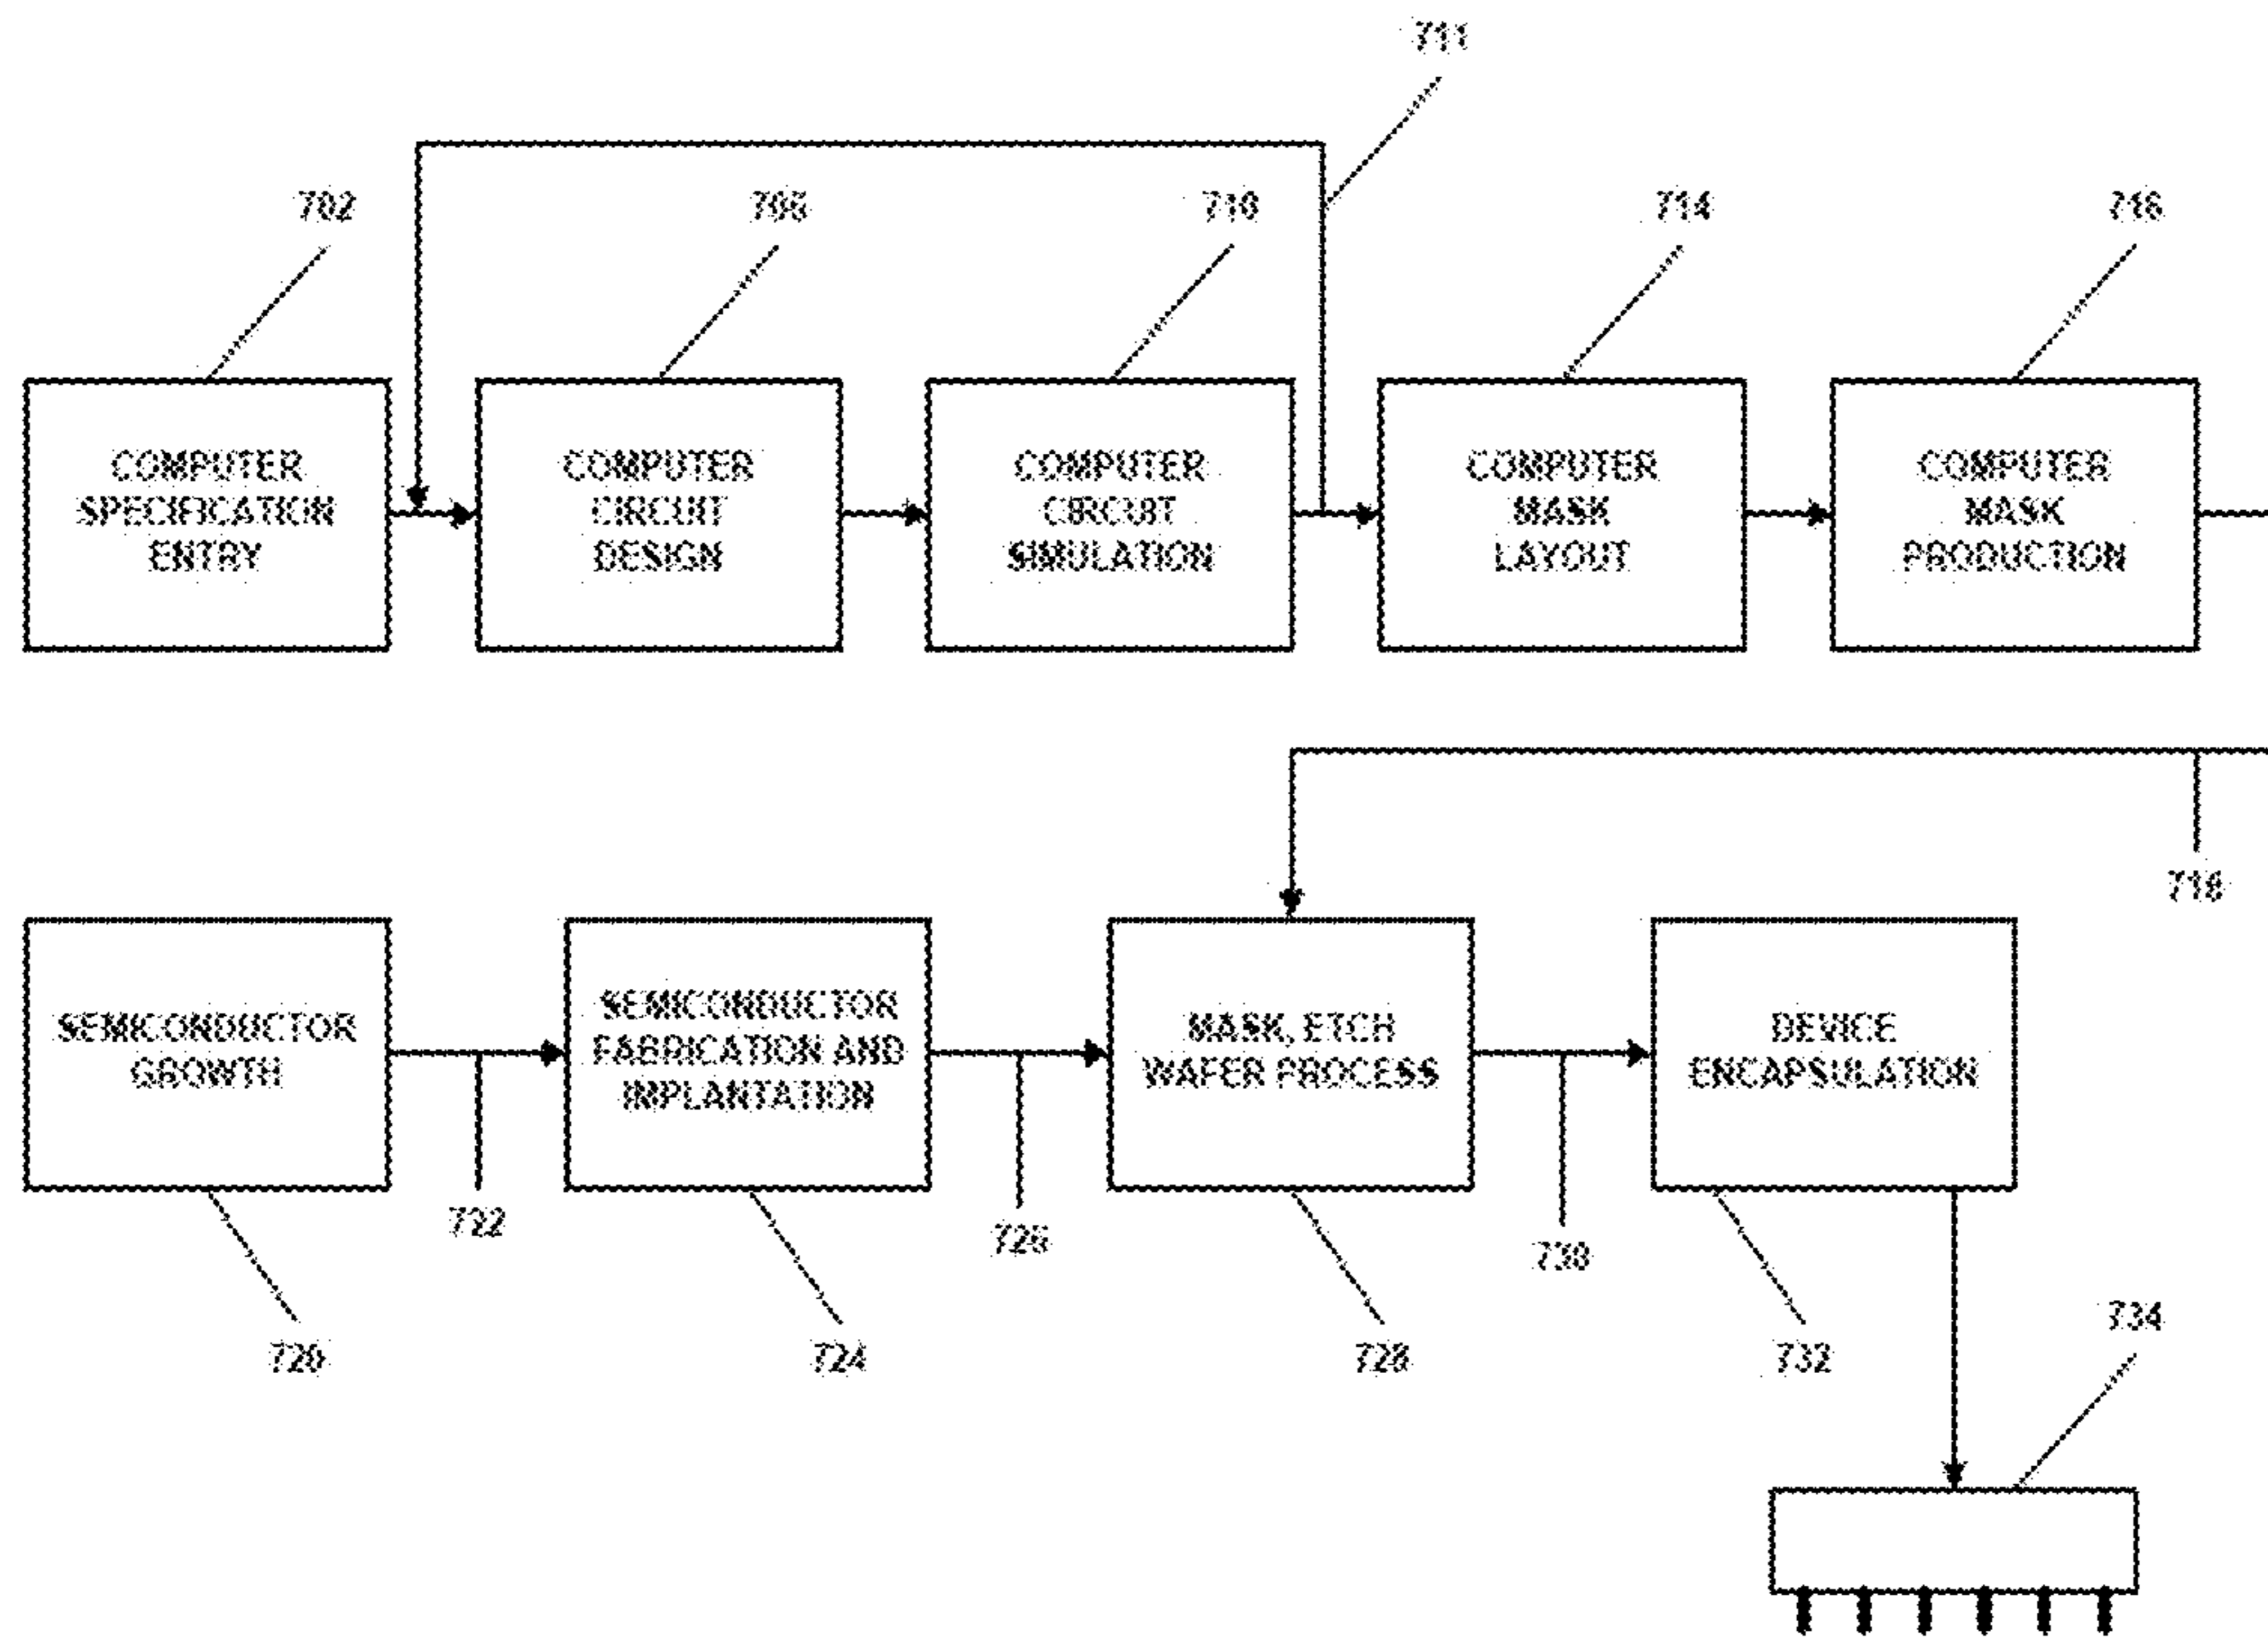 711
702
706
710
714
716
COMPUTER
SPECIFICATION
ENTRY
COMPUTER
CIRCUIT
DESIGN
COMPUTER
CIRCUIT
SIMULATION
COMPUTER
MASK
LAYOUT
COMPUTER
MASK
PRODUCTION
718
SEMICONDUCTOR
GROWTH
SEMICONDUCTOR
FABRICATION AND
IMPLANTATION
MASK, ETCH
WAFER PROCESS
DEVICE
ENCAPSULATION
722
726
730
734
720
724
728
732